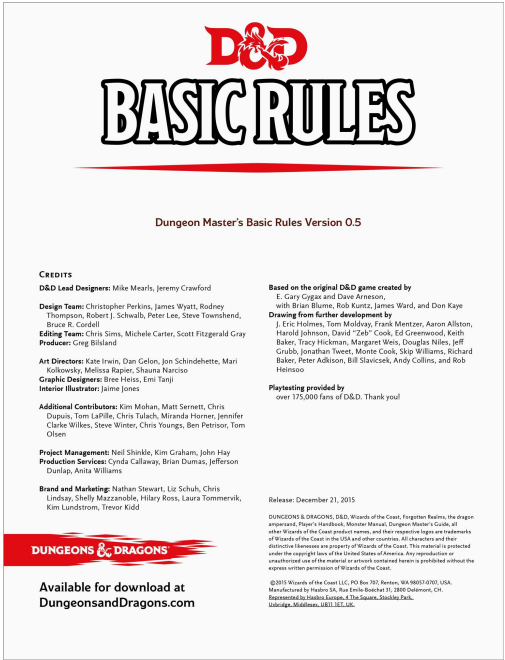 D&D
BASIC RULES
Dungeon Master's Basic Rules Version 0.5
CREDITS
D&D Lead Designers: Mike Mearls, Jeremy Crawford
Design Team: Christopher Perkins, James Wyatt, Rodney
Thompson, Robert J. Schwalb, Peter Lee, Steve Townshend,
Bruce R. Cordell
Editing Team: Chris Sims, Michele Carter, Scott Fitzgerald Gray
Producer: Greg Bilsland
Art Directors: Kate Irwin, Dan Gelon, Jon Schindehette, Mari
Kolkowsky, Melissa Rapier, Shauna Narciso
Graphic Designers: Bree Heiss, Emi Tanji
Interior Illustrator: Jaime Jones
Additional Contributors: Kim Mohan, Matt Sernett, Chris
Dupuis, Tom LaPille, Chris Tulach, Miranda Horner, Jennifer
Clarke Wilkes, Steve Winter, Chris Youngs, Ben Petrisor, Tom
Olsen
Project Management: Neil Shinkle, Kim Graham, John Hay
Production Services: Cynda Callaway, Brian Dumas, Jefferson
Dunlap, Anita Williams
Brand and Marketing: Nathan Stewart, Liz Schuh, Chris
Lindsay, Shelly Mazzanoble, Hilary Ross, Laura Tommervik,
Kim Lundstrom, Trevor Kidd
Based on the original D&D game created by
E. Gary Gygax and Dave Arneson,
with Brian Blume, Rob Kuntz, James Ward, and Don Kaye
Drawing from further development by
J. Eric Holmes, Tom Moldvay, Frank Mentzer, Aaron Allston,
Harold Johnson, David "Zeb" Cook, Ed Greenwood, Keith
Baker, Tracy Hickman, Margaret Weis, Douglas Niles, Jeff
Grubb, Jonathan Tweet, Monte Cook, Skip Williams, Richard
Baker, Peter Adkison, Bill Slavicsek, Andy Collins, and Rob
Heinsoo
Playtesting provided by
over 175,000 fans of D&D. Thank you!
Release: December 21, 2015
DUNGEONS & DRAGONS, D&D, Wizards of the Coast, Forgotten Realms, the dragon
ampersand, Player's Handbook, Monster Manual, Dungeon Master's Guide, all
other Wizards of the Coast product names, and their respective logos are trademarks
of Wizards of the Coast in the USA and other countries. All characters and their
distinctive likenesses are property of Wizards of the Coast. This material is protected
under the copyright laws of the United States of America. Any reproduction or
unauthorized use of the material or artwork contained herein is prohibited without the
express written permission of Wizards of the Coast.
©2015 Wizards of the Coast LLC, PO Box 707, Renton, WA 98057-0707, USA.
Manufactured by Hasbro SA, Rue Emile-Boéchat 31, 2800 Delémont, CH.
Represented by Hasbro Europe, 4 The Square, Stockley Park,
Uxbridge, Middlesex, UB11 1ET, UK.
DUNGEONS & DRAGONS
Available for download at
DungeonsandDragons.com